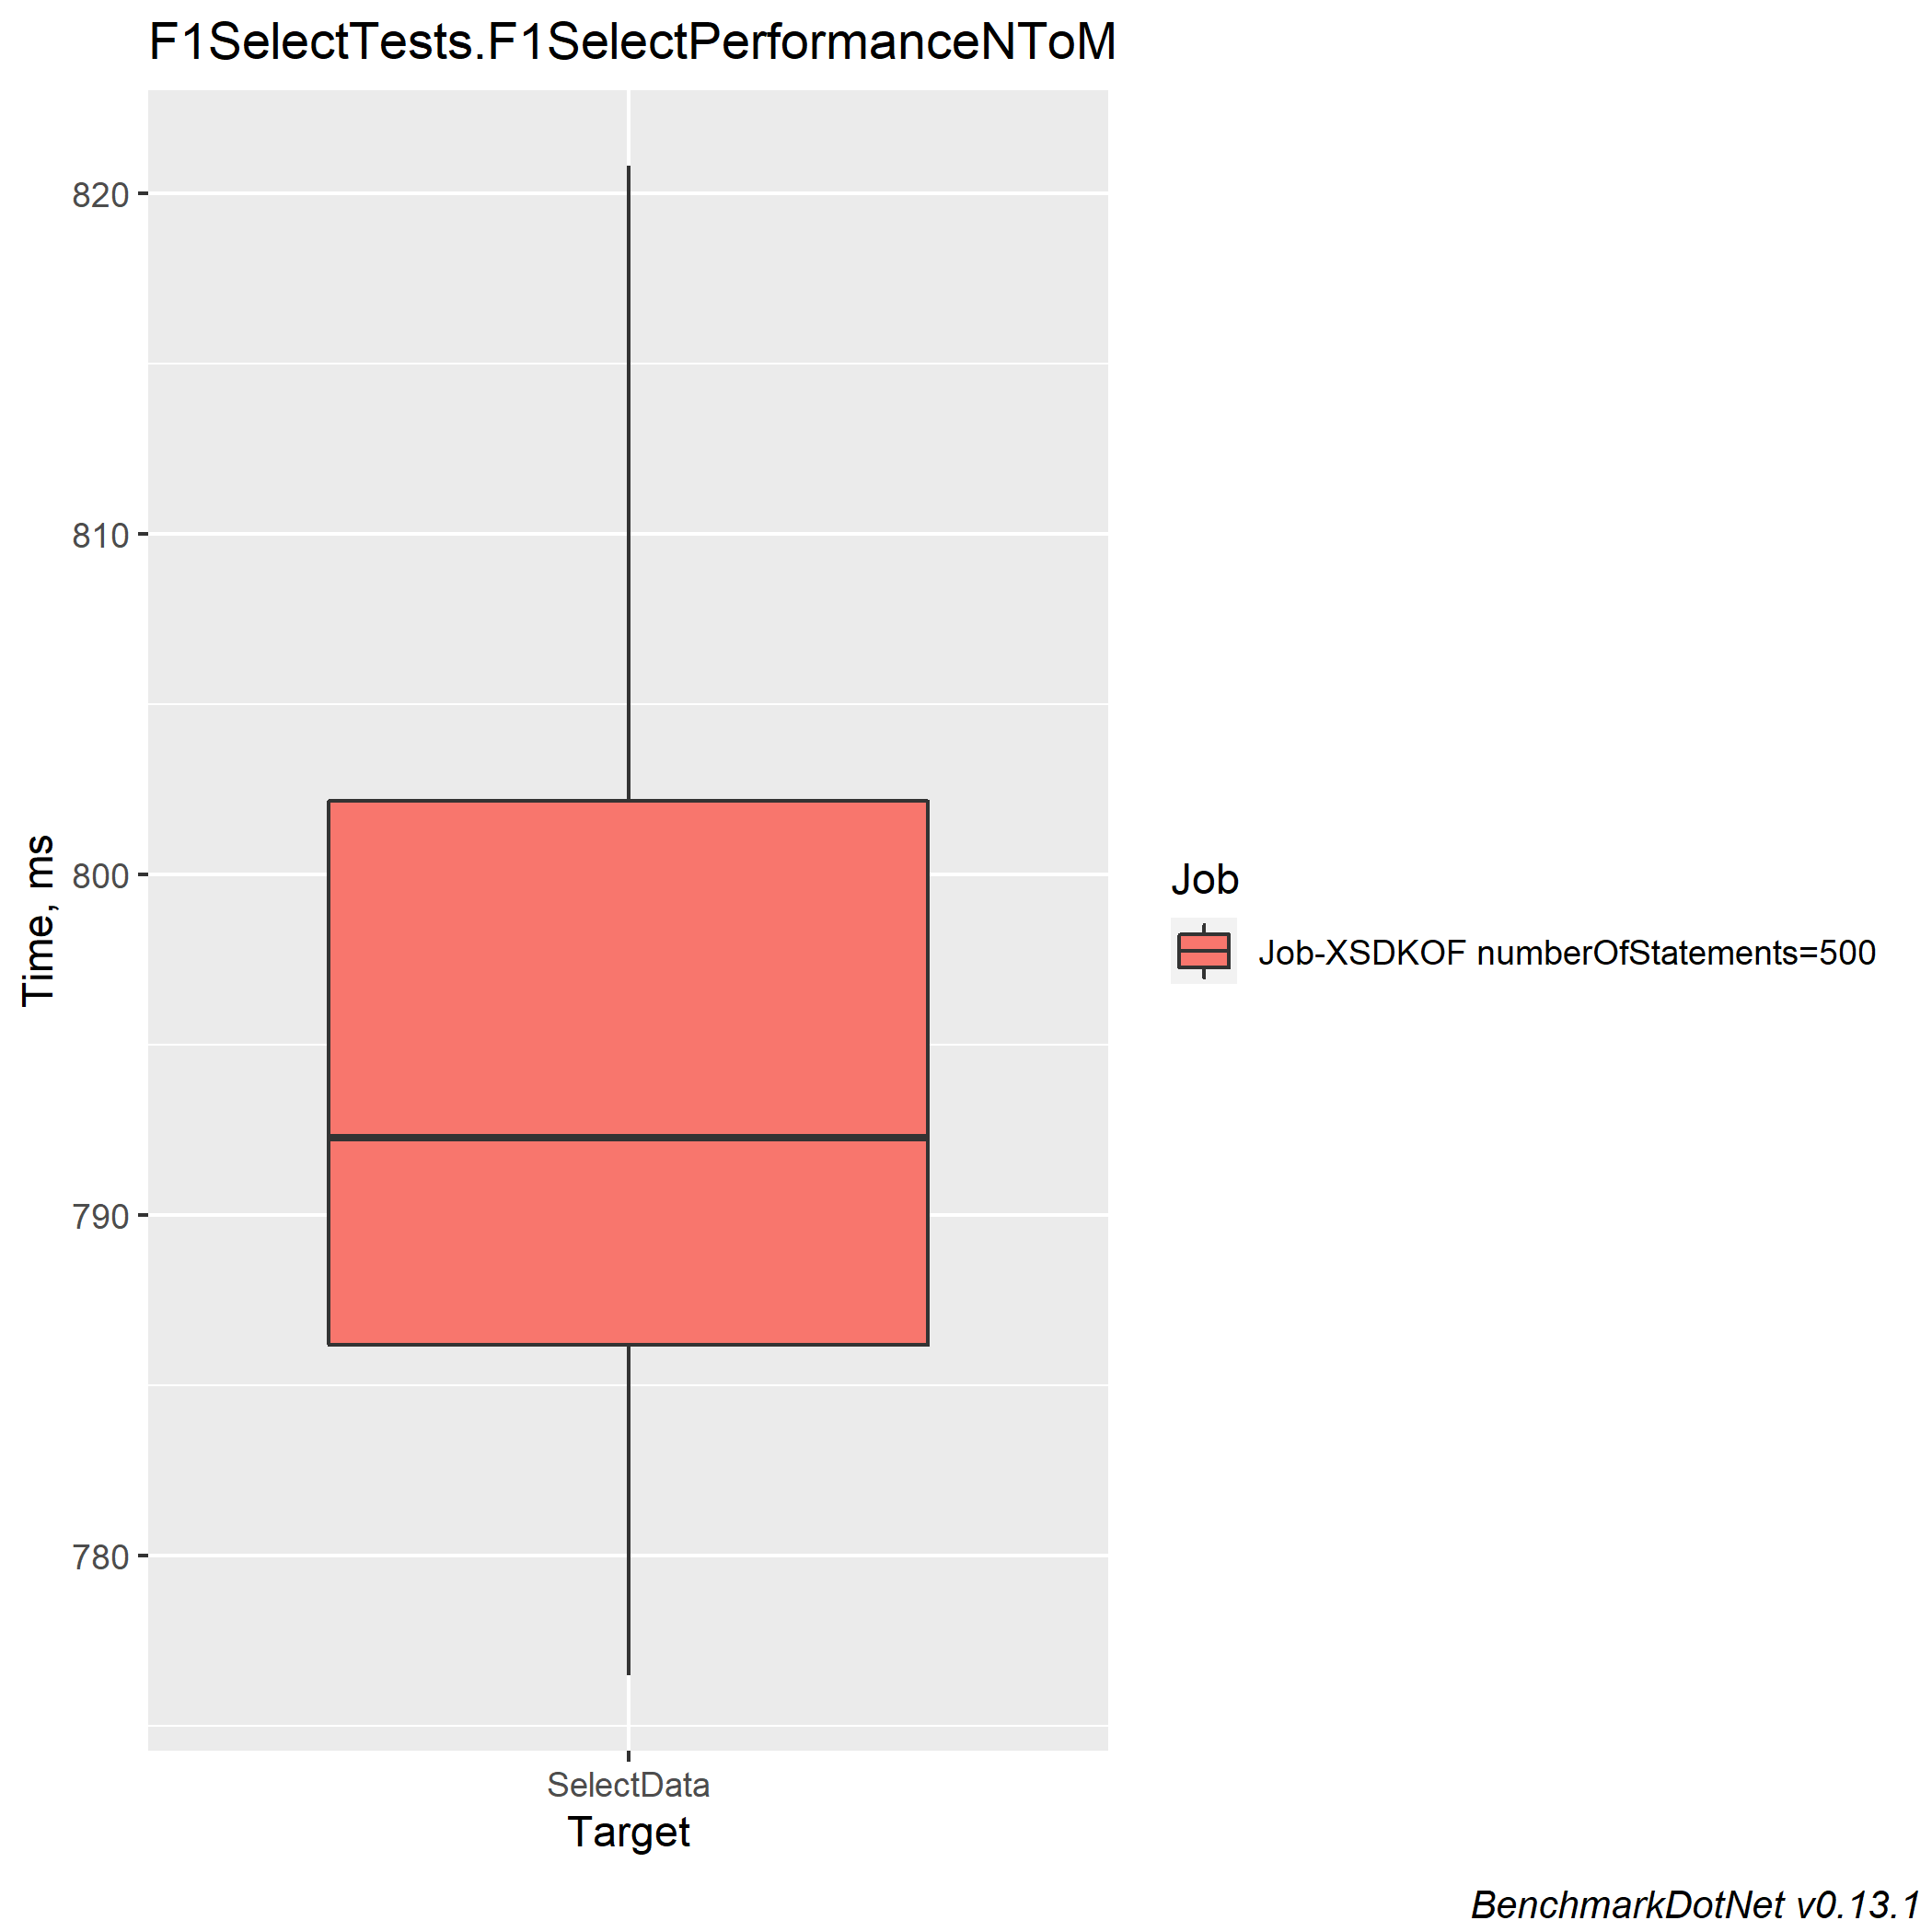 F1SelectTests.F1SelectPerformanceNToM
820
810
800
790
780
Time, ms
SelectData
Target
Job
Job-XSDKOF numberOfStatements=500
BenchmarkDotNet v0.13.1